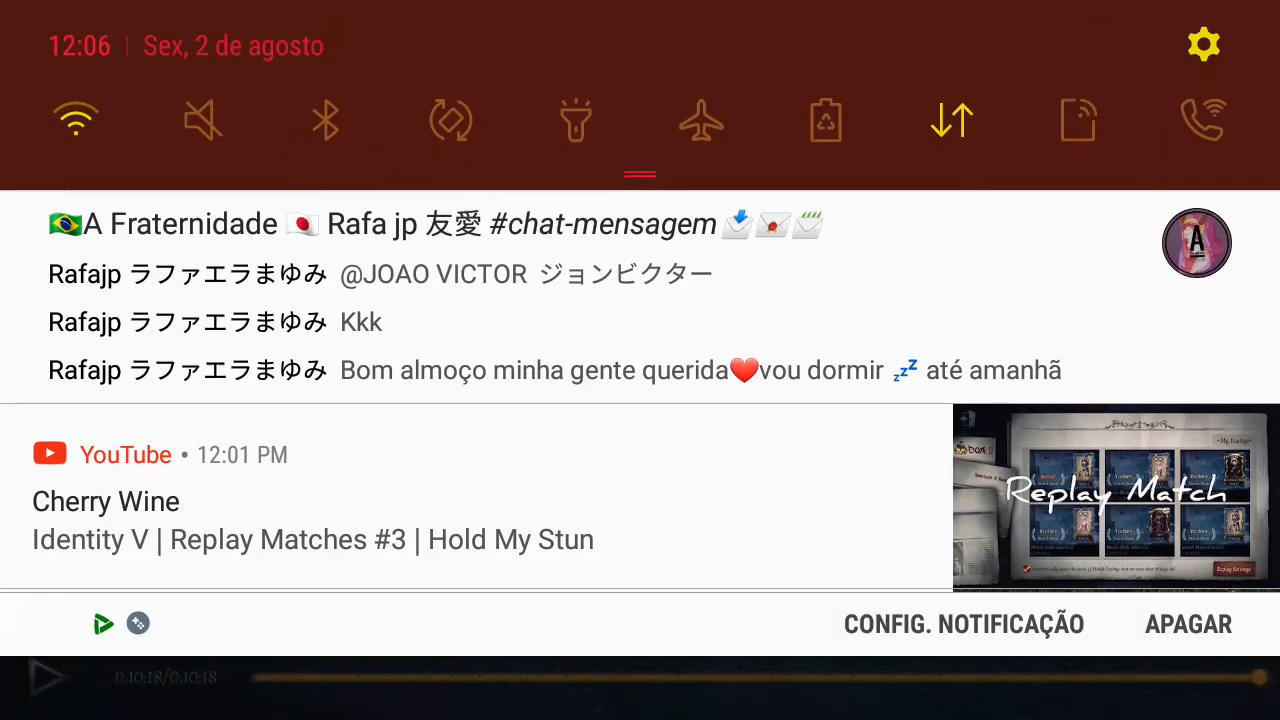 12:06 | Sex, 2 de agosto
🇧🇷A Fraternidade 🇯🇵 Rafa jp 友愛 #chat-mensagem📩💌📨
Rafajp ラファエラまゆみ @JOAO VICTOR ジョンビクター
Rafajp ラファエラまゆみ Kkk
Rafajp ラファエラまゆみ Bom almoço minha gente querida❤️vou dormir 💤 até amanhã
A
YouTube • 12:01 PM
Cherry Wine
Identity V | Replay Matches #3 | Hold My Stun
My Replays
Replay Match
Replay Settings
CONFIG. NOTIFICAÇÃO APAGAR
0:10:18/0:10:18